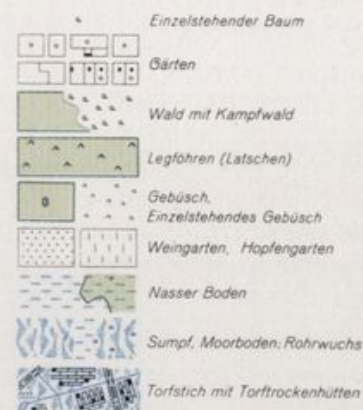 Einzelstehender Baum
Gärten
Wald mit Kampfwald
Legföhren (Latschen)
Gebüsch,
Einzelstehendes Gebüsch
Weingarten, Hopfengarten
Nasser Boden
Sumpf, Moorboden; Rohrwuchs
Torfstich mit Torftrockenhütten